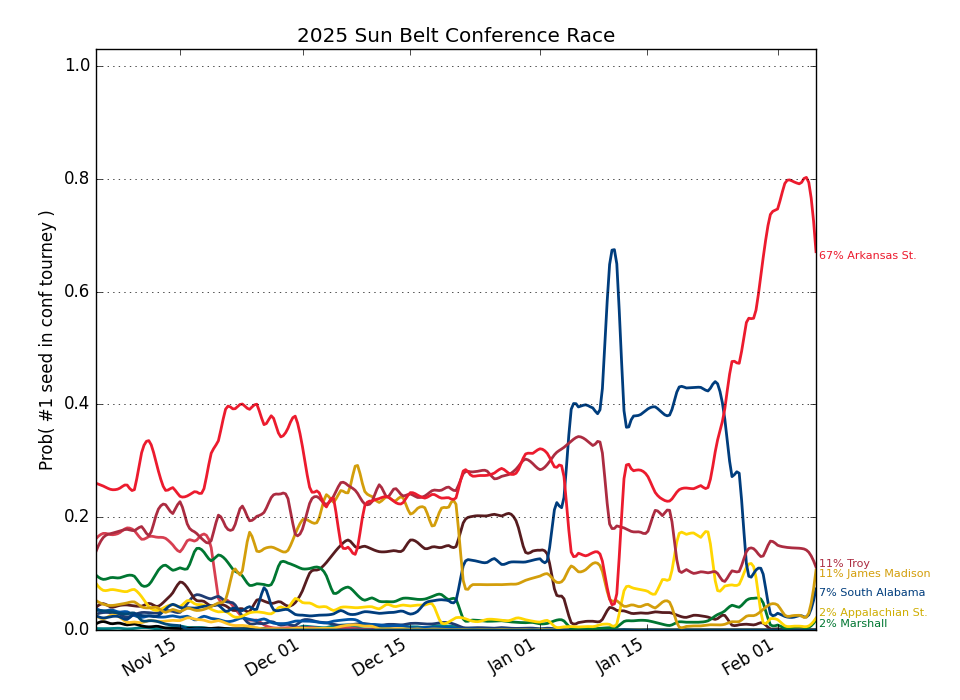 2025 Sun Belt Conference Race
Prob( #1 seed in conf tourney )
1.0
0.8
0.6
0.4
0.2
0.0
67% Arkansas St.
11% Troy
11% James Madison
7% South Alabama
2% Appalachian St.
2% Marshall
Nov 15
Dec 01
Dec 15
Jan 01
Jan 15
Feb 01